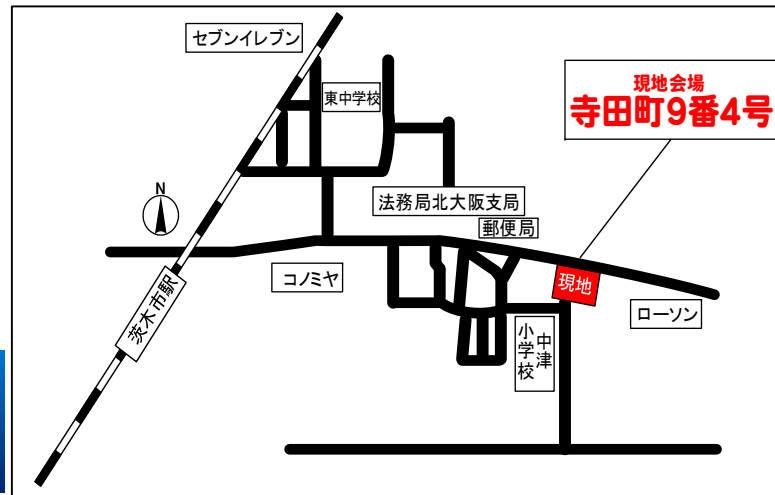 セブンイレブン
東中学校
現地会場
寺田町9番4号
N
法務局北大阪支局
郵便局
コノミヤ
現地
ローソン
茨木市駅
中津
小学校